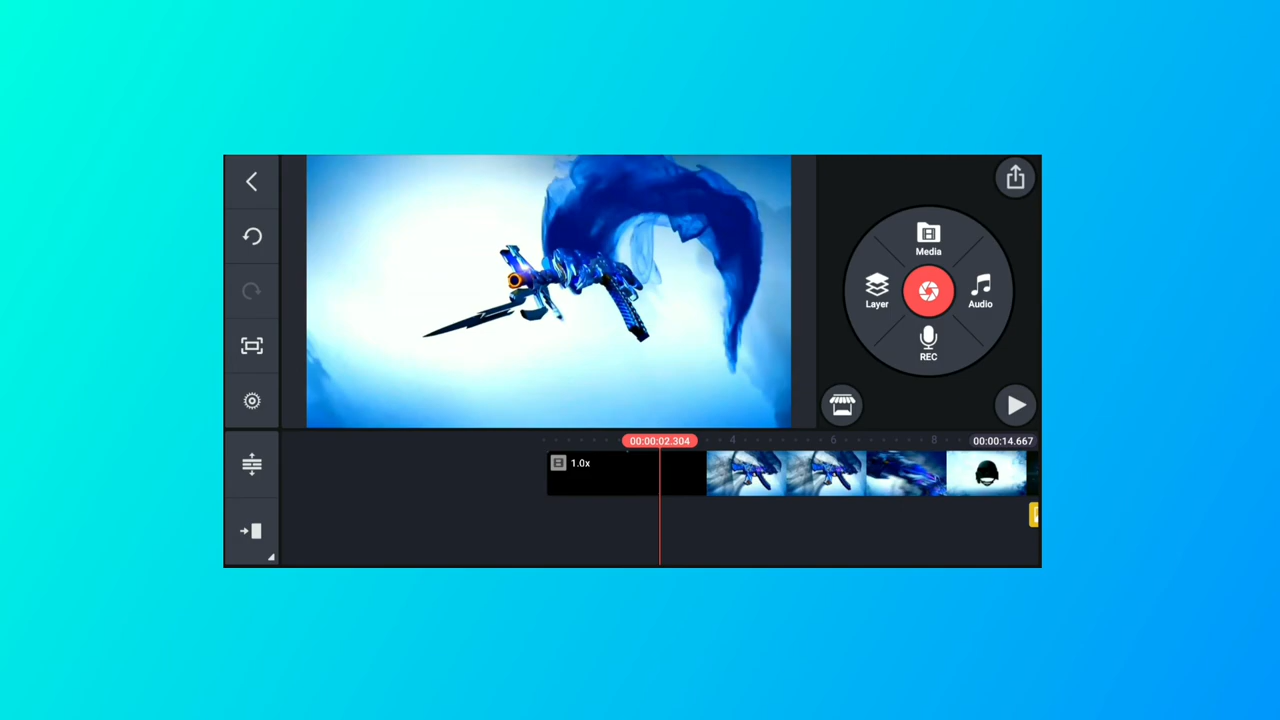 Media
Layer
Audio
REC
00:00:02.304
4
6
8
00:00:14.667
1.0x